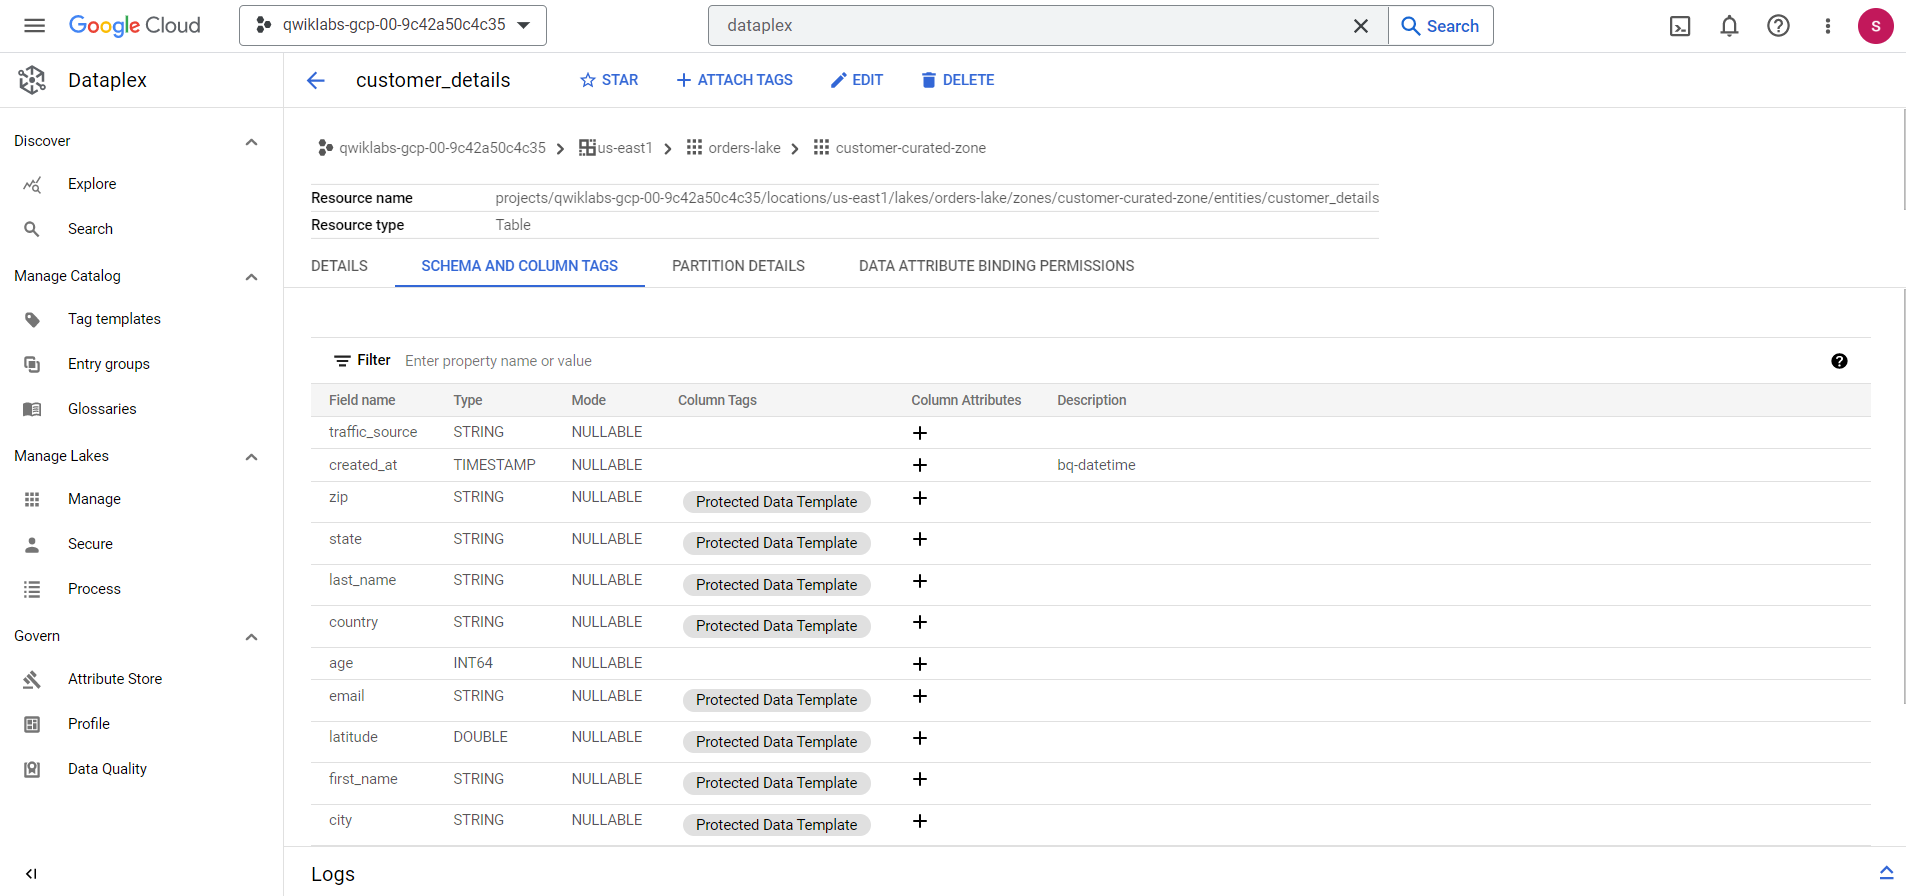 Google Cloud
qwiklabs-gcp-00-9c42a50c4c35
dataplex
Search
S
Dataplex
customer_details
STAR
ATTACH TAGS
EDIT
DELETE
Discover
Explore
Search
Manage Catalog
Tag templates
Entry groups
Glossaries
Manage Lakes
Manage
Secure
Process
Govern
Attribute Store
Profile
Data Quality
qwiklabs-gcp-00-9c42a50c4c35 > us-east1 > orders-lake > customer-curated-zone
Resource name projects/qwiklabs-gcp-00-9c42a50c4c35/locations/us-east1/lakes/orders-lake/zones/customer-curated-zone/entities/customer_details
Resource type Table
DETAILS SCHEMA AND COLUMN TAGS PARTITION DETAILS DATA ATTRIBUTE BINDING PERMISSIONS
Filter Enter property name or value
Field name Type Mode Column Tags Column Attributes Description
traffic_source STRING NULLABLE +
created_at TIMESTAMP NULLABLE + bq-datetime
zip STRING NULLABLE Protected Data Template +
state STRING NULLABLE Protected Data Template +
last_name STRING NULLABLE Protected Data Template +
country STRING NULLABLE Protected Data Template +
age INT64 NULLABLE +
email STRING NULLABLE Protected Data Template +
latitude DOUBLE NULLABLE Protected Data Template +
first_name STRING NULLABLE Protected Data Template +
city STRING NULLABLE Protected Data Template +
Logs